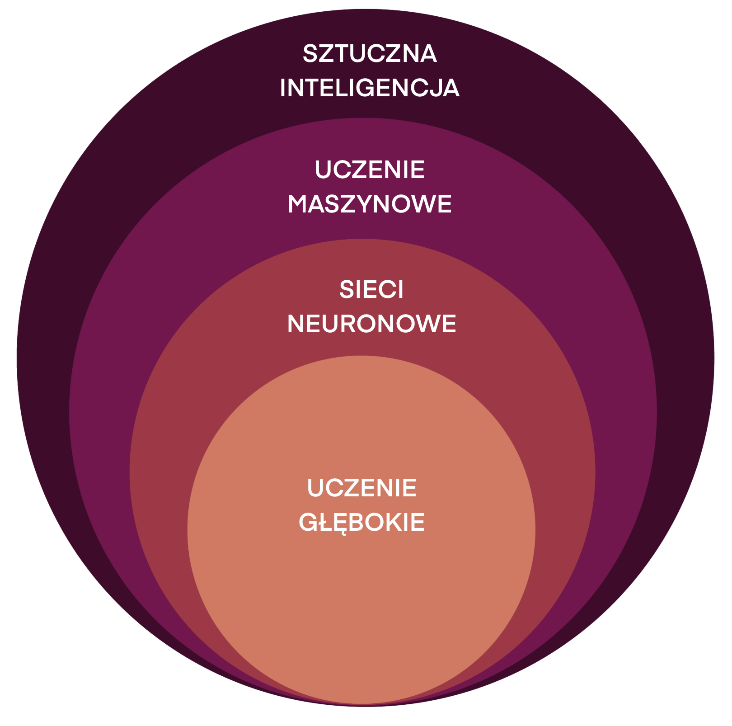 SZTUCZNA
INTELIGENCJA
UCZENIE
MASZYNOWE
SIECI
NEURONOWE
UCZENIE
GŁĘBOKIE